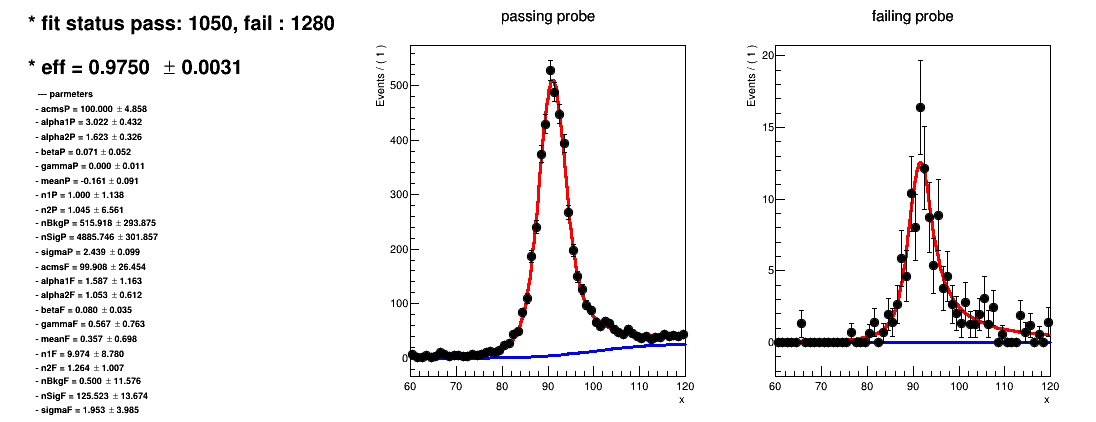 * fit status pass: 1050, fail : 1280
* eff = 0.9750 ± 0.0031
--- parmeters
- acmsP = 100.000 ± 4.858
- alpha1P = 3.022 ± 0.432
- alpha2P = 1.623 ± 0.326
- betaP = 0.071 ± 0.052
- gammaP = 0.000 ± 0.011
- meanP = -0.161 ± 0.091
- n1P = 1.000 ± 1.138
- n2P = 1.045 ± 6.561
- nBkgP = 515.918 ± 293.875
- nSigP = 4885.746 ± 301.857
- sigmaP = 2.439 ± 0.099
- acmsF = 99.908 ± 26.454
- alpha1F = 1.587 ± 1.163
- alpha2F = 1.053 ± 0.612
- betaF = 0.080 ± 0.035
- gammaF = 0.567 ± 0.763
- meanF = 0.357 ± 0.698
- n1F = 9.974 ± 8.780
- n2F = 1.264 ± 1.007
- nBkgF = 0.500 ± 11.576
- nSigF = 125.523 ± 13.674
- sigmaF = 1.953 ± 3.985
passing probe
Events / ( 1 )
500
400
300
200
100
0
60 70 80 90 100 110 120
x
failing probe
Events / ( 1 )
20
15
10
5
0
60 70 80 90 100 110 120
x